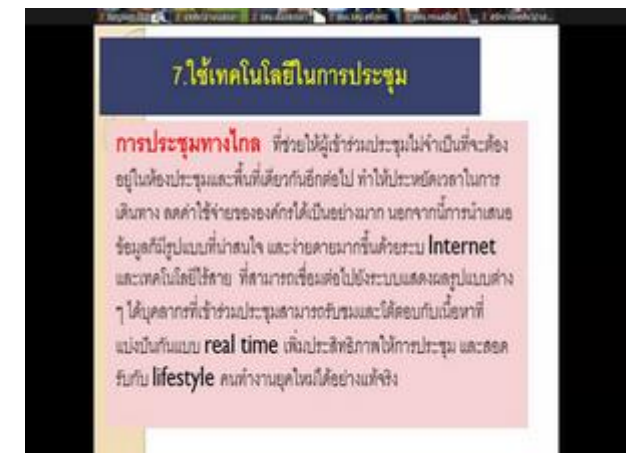 7.ใช้เทคโนโลยีในการประชุม
การประชุมทางไกล ที่ช่วยให้ผู้เข้าร่วมประชุมไม่จำเป็นที่จะต้อง
อยู่ในห้องประชุมและพื้นที่เดียวกันอีกต่อไป ทำให้ประหยัดเวลาในการ
เดินทาง ลดค่าใช้จ่ายขององค์กรได้เป็นอย่างมาก นอกจากนี้การนำเสนอ
ข้อมูลก็มีรูปแบบที่น่าสนใจ และง่ายดายมากขึ้นด้วยระบบ Internet
และเทคโนโลยีไร้สาย ที่สามารถเชื่อมต่อไปยังระบบแสดงผลรูปแบบต่าง
ๆ ได้บุคลากรที่เข้าร่วมประชุมสามารถรับชมและโต้ตอบกับเนื้อหาที่
แบ่งปันกันแบบ real time เพิ่มประสิทธิภาพให้การประชุม และสอด
รับกับ lifestyle คนทำงานยุคใหม่ได้อย่างแท้จริง